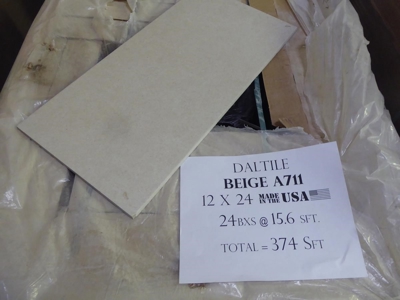 DALTILE
BEIGE A711
12 X 24 MADE IN THE USA
24BXS @ 15.6 SFT.
TOTAL = 374 SFT